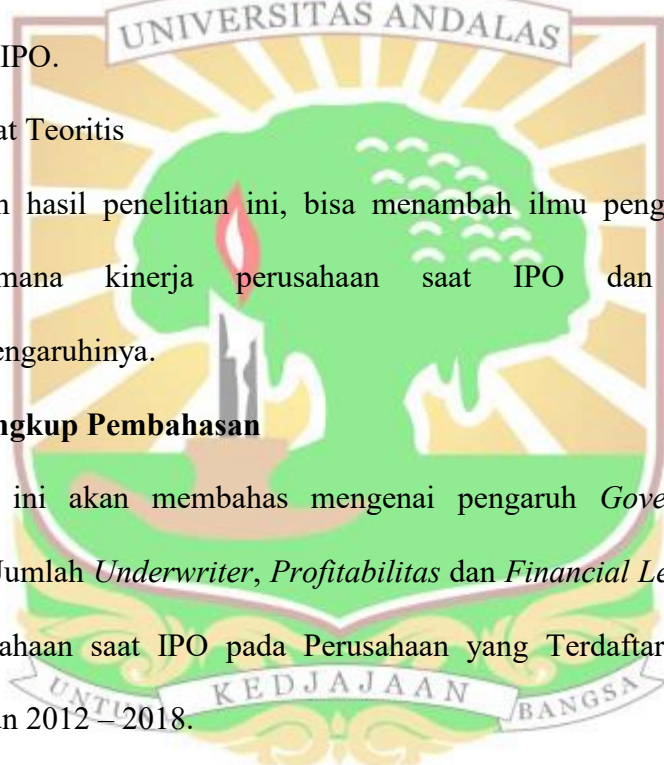 UNIVERSITAS ANDALAS
IPO.
at Teoritis
hasil penelitian ini, bisa menambah ilmu peng
mana kinerja perusahaan saat IPO dan
engaruhinya.
ngkup Pembahasan
ini akan membahas mengenai pengaruh Gove
Jumlah Underwriter, Profitabilitas dan Financial Le
ahaan saat IPO pada Perusahaan yang Terdaftar
un 2012 – 2018.
UNTUK KEDJAJAAN BANGSA